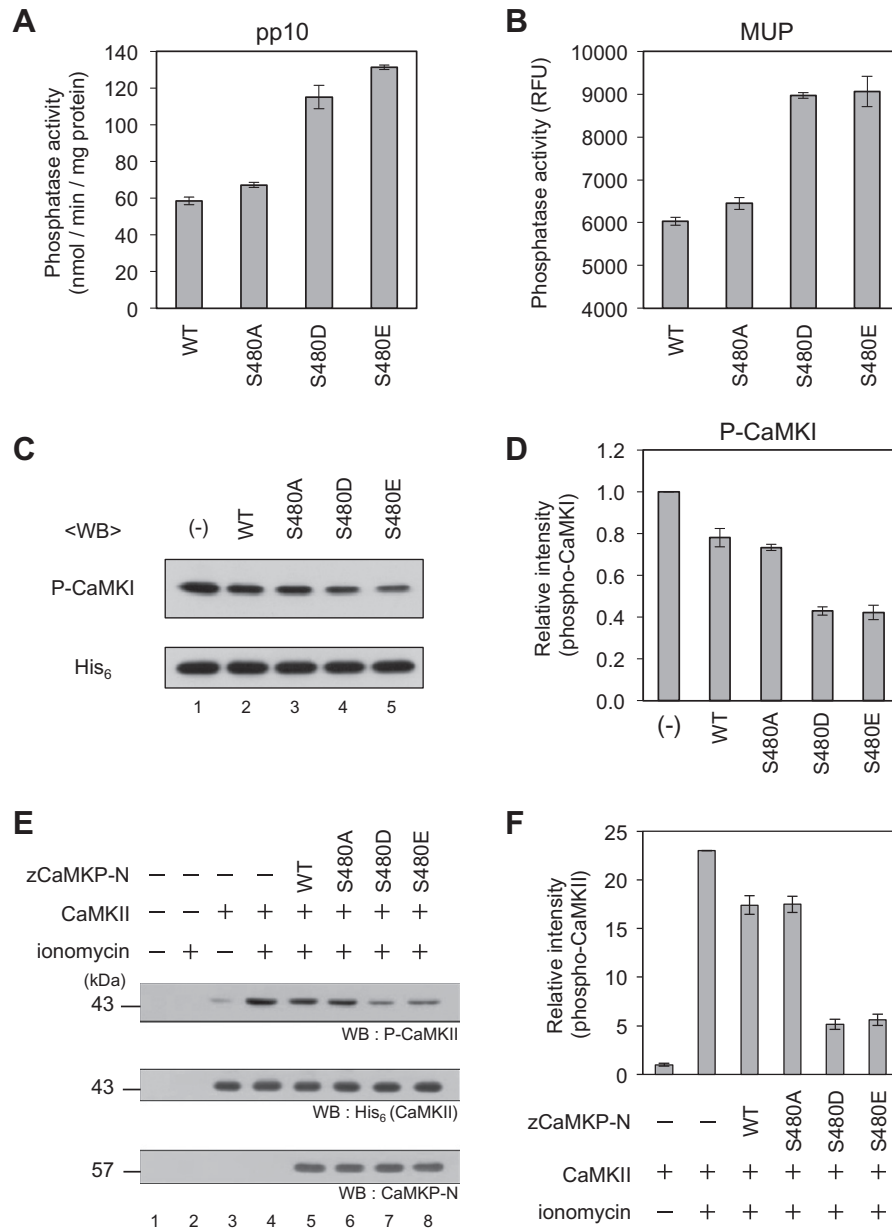 A
pp10
Phosphatase activity
(nmol / min / mg protein)
140
120
100
80
60
40
20
0
WT
S480A
S480D
S480E
B
MUP
Phosphatase activity (RFU)
10000
9000
8000
7000
6000
5000
4000
WT
S480A
S480D
S480E
C
<WB>
(-)
WT
S480A
S480D
S480E
P-CaMKI
His6
1 2 3 4 5
D
P-CaMKI
Relative intensity
(phospho-CaMKI)
1.2
1.0
0.8
0.6
0.4
0.2
0.0
(-)
WT
S480A
S480D
S480E
E
zCaMKP-N − − − − WT S480A S480D S480E
CaMKII − − + + + + + +
ionomycin − + − + + + + +
(kDa)
43
WB : P-CaMKII
43
WB : His6 (CaMKII)
57
WB : CaMKP-N
1 2 3 4 5 6 7 8
F
Relative intensity
(phospho-CaMKII)
25
20
15
10
5
0
zCaMKP-N − − WT S480A S480D S480E
CaMKII + + + + + +
ionomycin − + + + + +